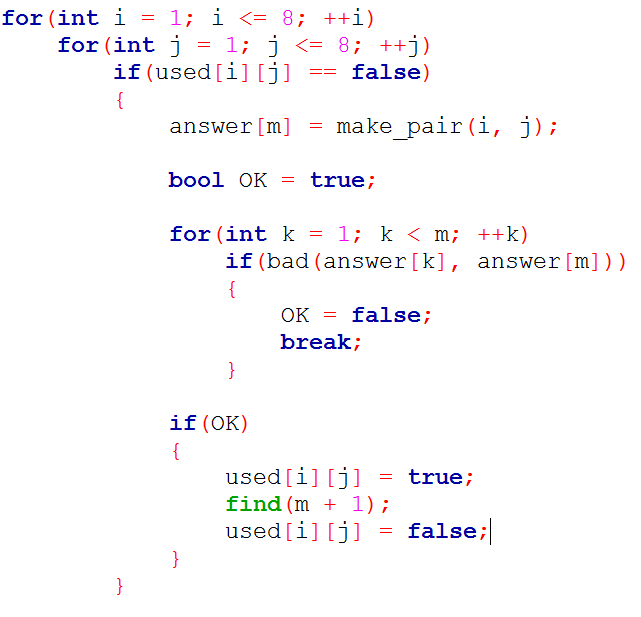 for(int i = 1; i <= 8; ++i)
    for(int j = 1; j <= 8; ++j)
        if(used[i][j] == false)
        {
            answer[m] = make_pair(i, j);

            bool OK = true;

            for(int k = 1; k < m; ++k)
                if(bad(answer[k], answer[m]))
                {
                    OK = false;
                    break;
                }

            if(OK)
            {
                used[i][j] = true;
                find(m + 1);
                used[i][j] = false;
            }
        }